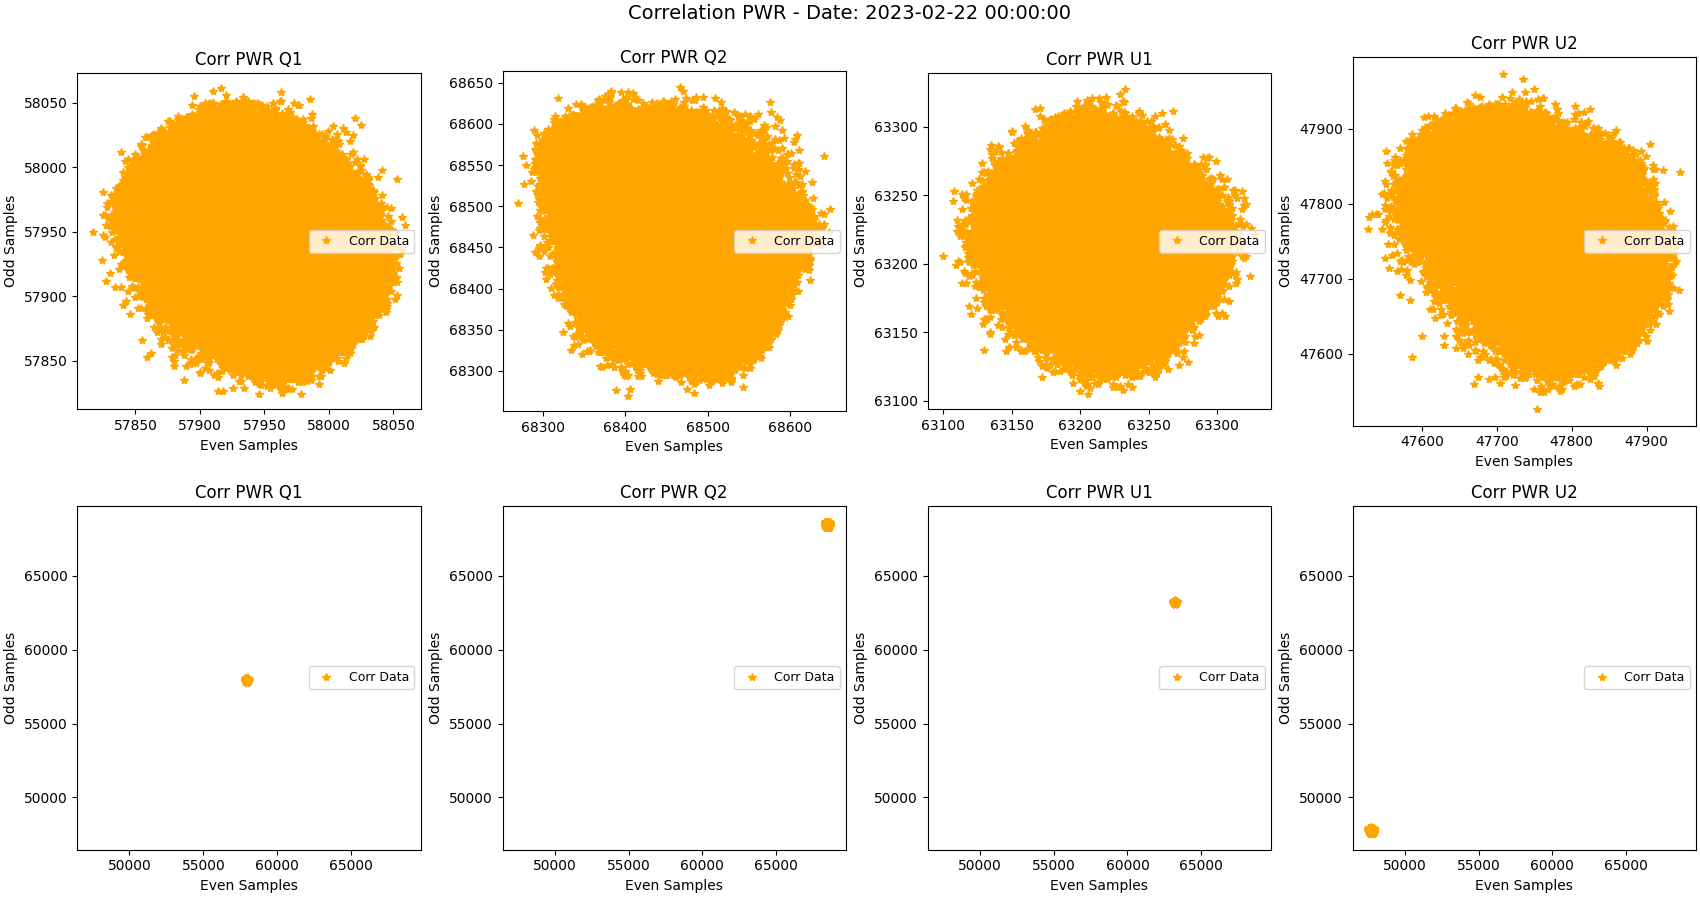 Correlation PWR - Date: 2023-02-22 00:00:00
Corr PWR Q1
58050
58000
57950
57900
57850
57850 57900 57950 58000 58050
Even Samples
Odd Samples
Corr Data
Corr PWR Q2
68650
68600
68550
68500
68450
68400
68350
68300
68300 68400 68500 68600
Even Samples
Odd Samples
Corr Data
Corr PWR U1
63300
63250
63200
63150
63100
63100 63150 63200 63250 63300
Even Samples
Odd Samples
Corr Data
Corr PWR U2
47900
47800
47700
47600
47600 47700 47800 47900
Even Samples
Odd Samples
Corr Data
Corr PWR Q1
65000
60000
55000
50000
50000 55000 60000 65000
Even Samples
Odd Samples
Corr Data
Corr PWR Q2
65000
60000
55000
50000
50000 55000 60000 65000
Even Samples
Odd Samples
Corr Data
Corr PWR U1
65000
60000
55000
50000
50000 55000 60000 65000
Even Samples
Odd Samples
Corr Data
Corr PWR U2
65000
60000
55000
50000
50000 55000 60000 65000
Even Samples
Odd Samples
Corr Data